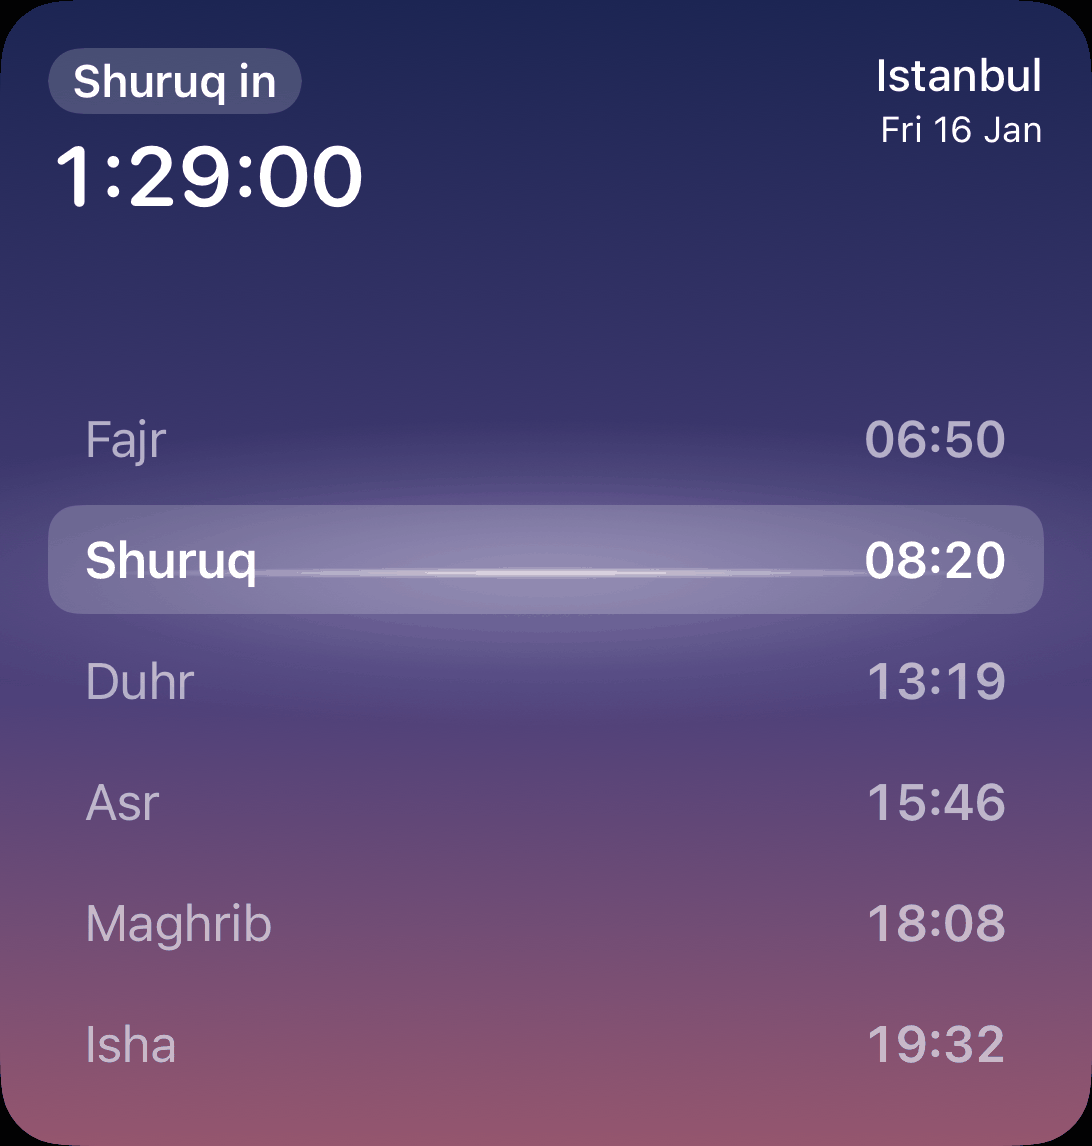 Shuruq in
1:29:00
Istanbul
Fri 16 Jan
Fajr 06:50
Shuruq 08:20
Duhr 13:19
Asr 15:46
Maghrib 18:08
Isha 19:32